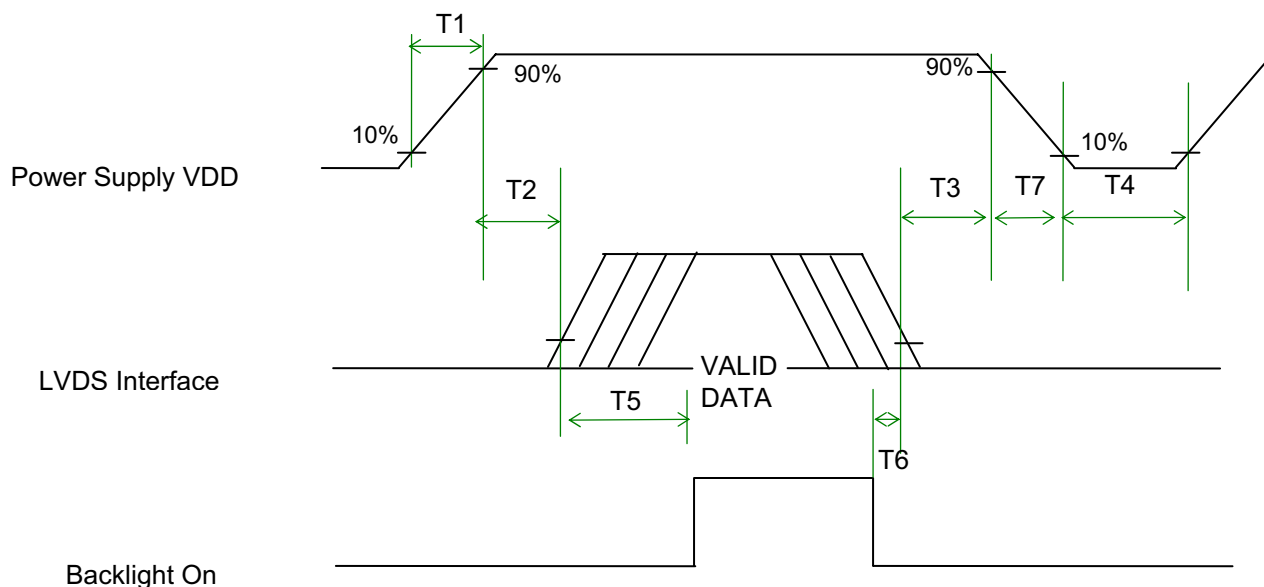 T1
90%
90%
10%
10%
Power Supply VDD
T2
T3
T7
T4
LVDS Interface
VALID
DATA
T5
T6
Backlight On